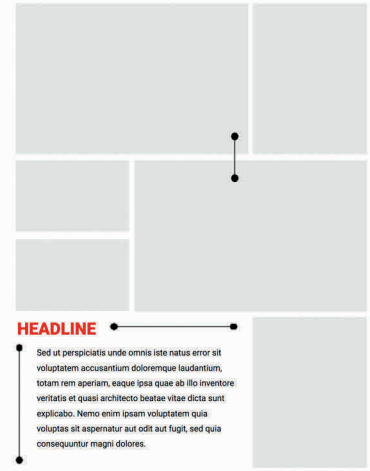 HEADLINE
Sed ut perspiciatis unde omnis iste natus error sit
voluptatem accusantium doloremque laudantium,
totam rem aperiam, eaque ipsa quae ab illo inventore
veritatis et quasi architecto beatae vitae dicta sunt
explicabo. Nemo enim ipsam voluptatem quia
voluptas sit aspernatur aut odit aut fugit, sed quia
consequuntur magni dolores.